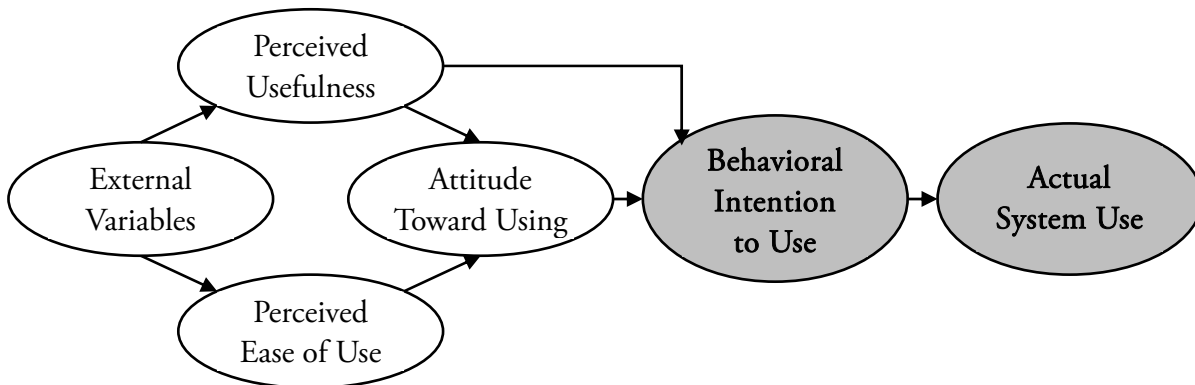 Perceived
Usefulness
External
Variables
Attitude
Toward Using
Behavioral
Intention
to Use
Actual
System Use
Perceived
Ease of Use